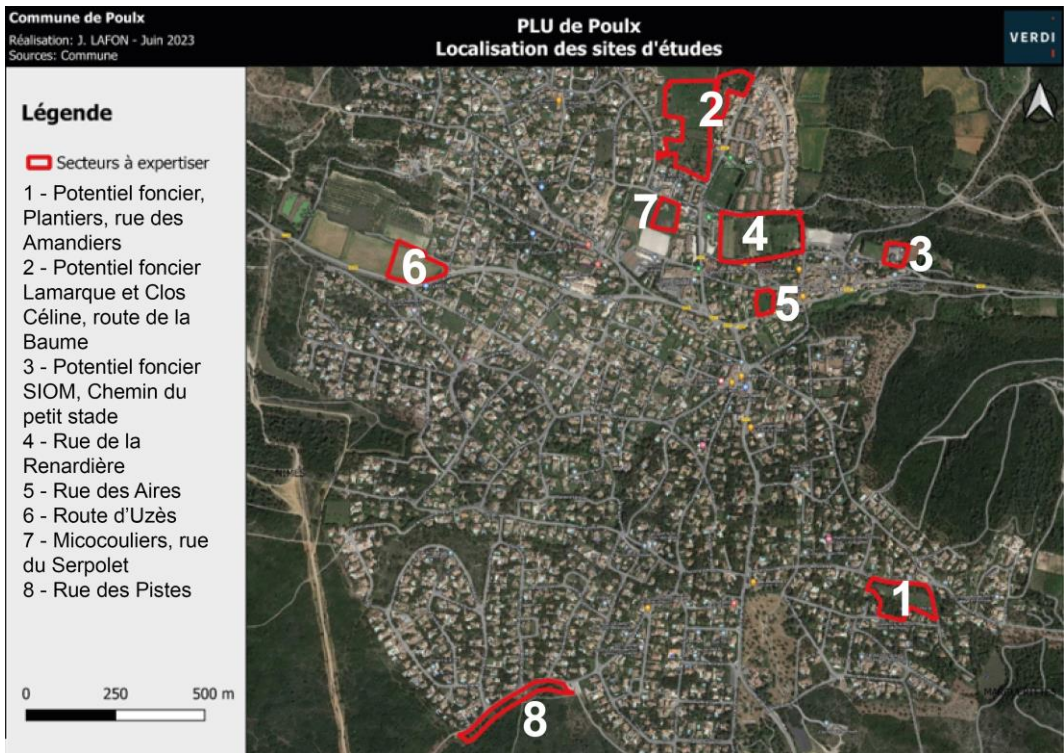 Commune de Poulx
Réalisation: J. LAFON - Juin 2023
Sources: Commune
PLU de Poulx
Localisation des sites d'études
VERDI
Légende
Secteurs à expertiser
1 - Potentiel foncier,
Plantiers, rue des
Amandiers
2 - Potentiel foncier
Lamarque et Clos
Céline, route de la
Baume
3 - Potentiel foncier
SIOM, Chemin du
petit stade
4 - Rue de la
Renardière
5 - Rue des Aires
6 - Route d'Uzès
7 - Micocouliers, rue
du Serpolet
8 - Rue des Pistes
0 250 500 m
2
7
4
3
6
5
1
8